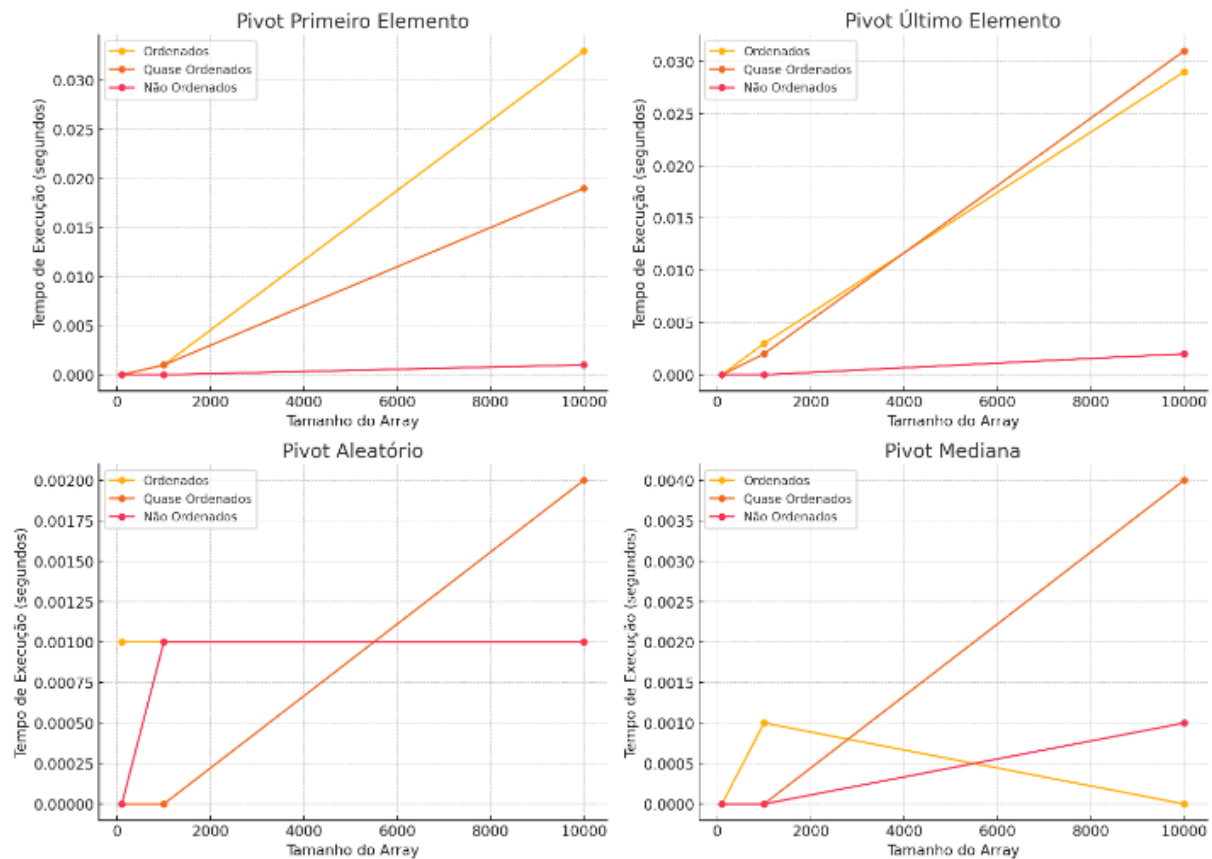 Pivot Primeiro Elemento
Ordenados
Quase Ordenados
Não Ordenados
Tempo de Execução (segundos)
0.030
0.025
0.020
0.015
0.010
0.005
0.000
0 2000 4000 6000 8000 10000
Tamanho do Array
Pivot Último Elemento
Ordenados
Quase Ordenados
Não Ordenados
Tempo de Execução (segundos)
0.030
0.025
0.020
0.015
0.010
0.005
0.000
0 2000 4000 6000 8000 10000
Tamanho do Array
Pivot Aleatório
Ordenados
Quase Ordenados
Não Ordenados
Tempo de Execução (segundos)
0.00200
0.00175
0.00150
0.00125
0.00100
0.00075
0.00050
0.00025
0.00000
0 2000 4000 6000 8000 10000
Tamanho do Array
Pivot Mediana
Ordenados
Quase Ordenados
Não Ordenados
Tempo de Execução (segundos)
0.0040
0.0035
0.0030
0.0025
0.0020
0.0015
0.0010
0.0005
0.0000
0 2000 4000 6000 8000 10000
Tamanho do Array